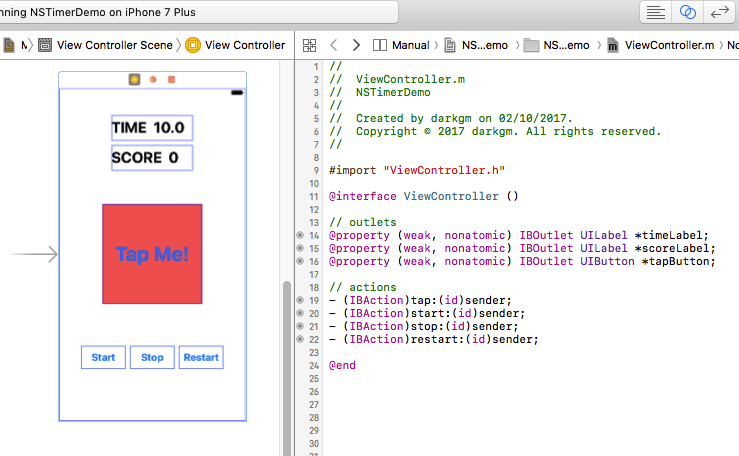 nning NSTimerDemo on iPhone 7 Plus
View Controller Scene
View Controller
Manual
NS...emo
NS...emo
m ViewController.m
No
TIME 10.0
SCORE 0
Tap Me!
Start Stop Restart
1 //
2 //  ViewController.m
3 //  NSTimerDemo
4 //
5 //  Created by darkgm on 02/10/2017.
6 //  Copyright © 2017 darkgm. All rights reserved.
7 //
8
9 #import "ViewController.h"
10
11 @interface ViewController ()
12
13 // outlets
14 @property (weak, nonatomic) IBOutlet UILabel *timeLabel;
15 @property (weak, nonatomic) IBOutlet UILabel *scoreLabel;
16 @property (weak, nonatomic) IBOutlet UIButton *tapButton;
17
18 // actions
19 - (IBAction)tap:(id)sender;
20 - (IBAction)start:(id)sender;
21 - (IBAction)stop:(id)sender;
22 - (IBAction)restart:(id)sender;
23
24 @end
25
26
27
28
29
30